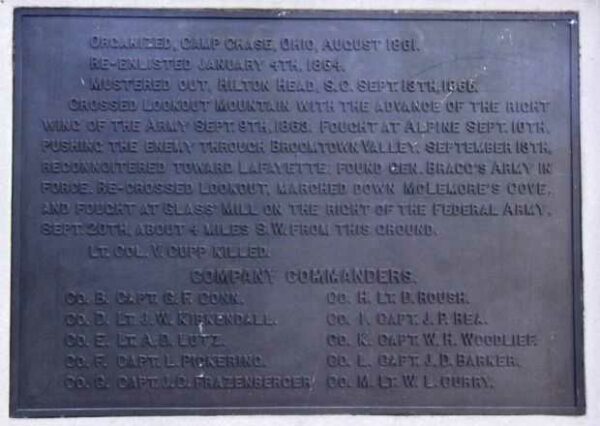 ORGANIZED, CAMP CHASE, OHIO, AUGUST 1861.
RE-ENLISTED JANUARY 4TH, 1864.
MUSTERED OUT, HILTON HEAD, S.C. SEPT. 13TH, 1865.
CROSSED LOOKOUT MOUNTAIN WITH THE ADVANCE OF THE RIGHT
WING OF THE ARMY SEPT. 9TH, 1863. FOUGHT AT ALPINE SEPT. 10TH,
PUSHING THE ENEMY THROUGH BROOMTOWN VALLEY. SEPTEMBER 13TH,
RECONNOITERED TOWARD LAFAYETTE; FOUND GEN. BRAGG'S ARMY IN
FORCE. RE-CROSSED LOOKOUT, MARCHED DOWN MCLEMORE'S COVE,
AND FOUGHT AT GLASS' MILL ON THE RIGHT OF THE FEDERAL ARMY,
SEPT. 20TH, ABOUT 4 MILES S.W. FROM THIS GROUND.
LT. COL. V. CUPP KILLED.
COMPANY COMMANDERS.
CO. B. CAPT. G. F. CONN. CO. H. LT. D. ROUSH.
CO. D. LT. J. W. KIRKENDALL. CO. I. CAPT. J. P. REA.
CO. E. LT. A. D. LUTZ. CO. K. CAPT. W. H. WOODLIEF.
CO. F. CAPT. L. PICKERING. CO. L. CAPT. J. D. BARKER.
CO. G. CAPT. J. C. FRAZENBERGER CO. M. LT. W. L. CURRY.